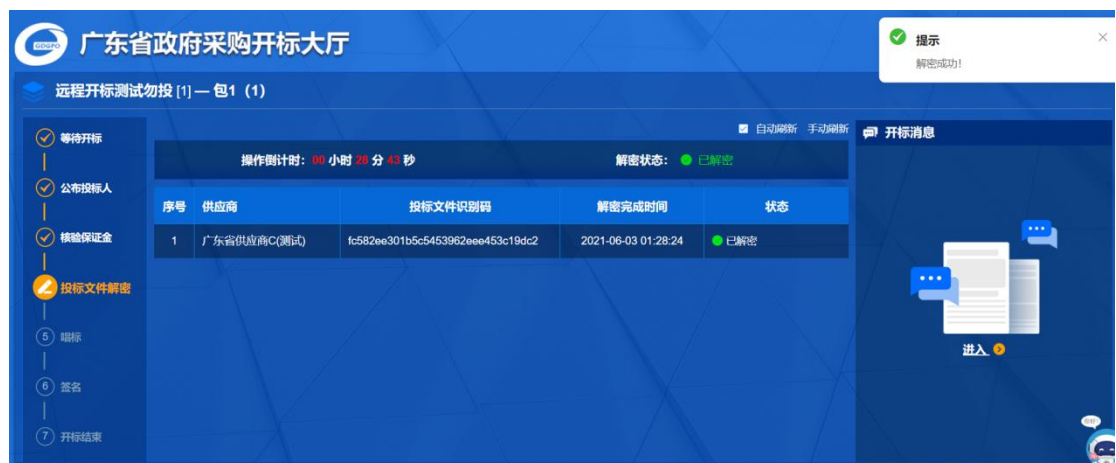 GDGPO 广东省政府采购开标大厅
提示
解密成功!
远程开标测试勿投 [1] — 包1 (1)
自动刷新 手动刷新
开标消息
等待开标
公布投标人
核验保证金
投标文件解密
5 唱标
6 签名
7 开标结束
操作倒计时: 00 小时 28 分 43 秒 解密状态: 已解密
序号 供应商 投标文件识别码 解密完成时间 状态
1 广东省供应商C(测试) fc582ee301b5c5453962eee453c19dc2 2021-06-03 01:28:24 已解密
进入